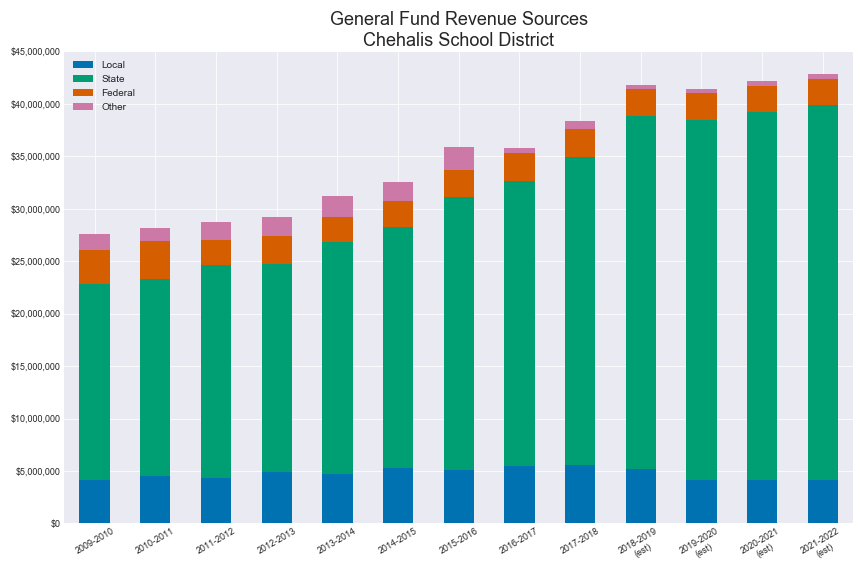 General Fund Revenue Sources
Chehalis School District
$45,000,000
$40,000,000
$35,000,000
$30,000,000
$25,000,000
$20,000,000
$15,000,000
$10,000,000
$5,000,000
$0
Local
State
Federal
Other
2009-2010
2010-2011
2011-2012
2012-2013
2013-2014
2014-2015
2015-2016
2016-2017
2017-2018
2018-2019
(est)
2019-2020
(est)
2020-2021
(est)
2021-2022
(est)